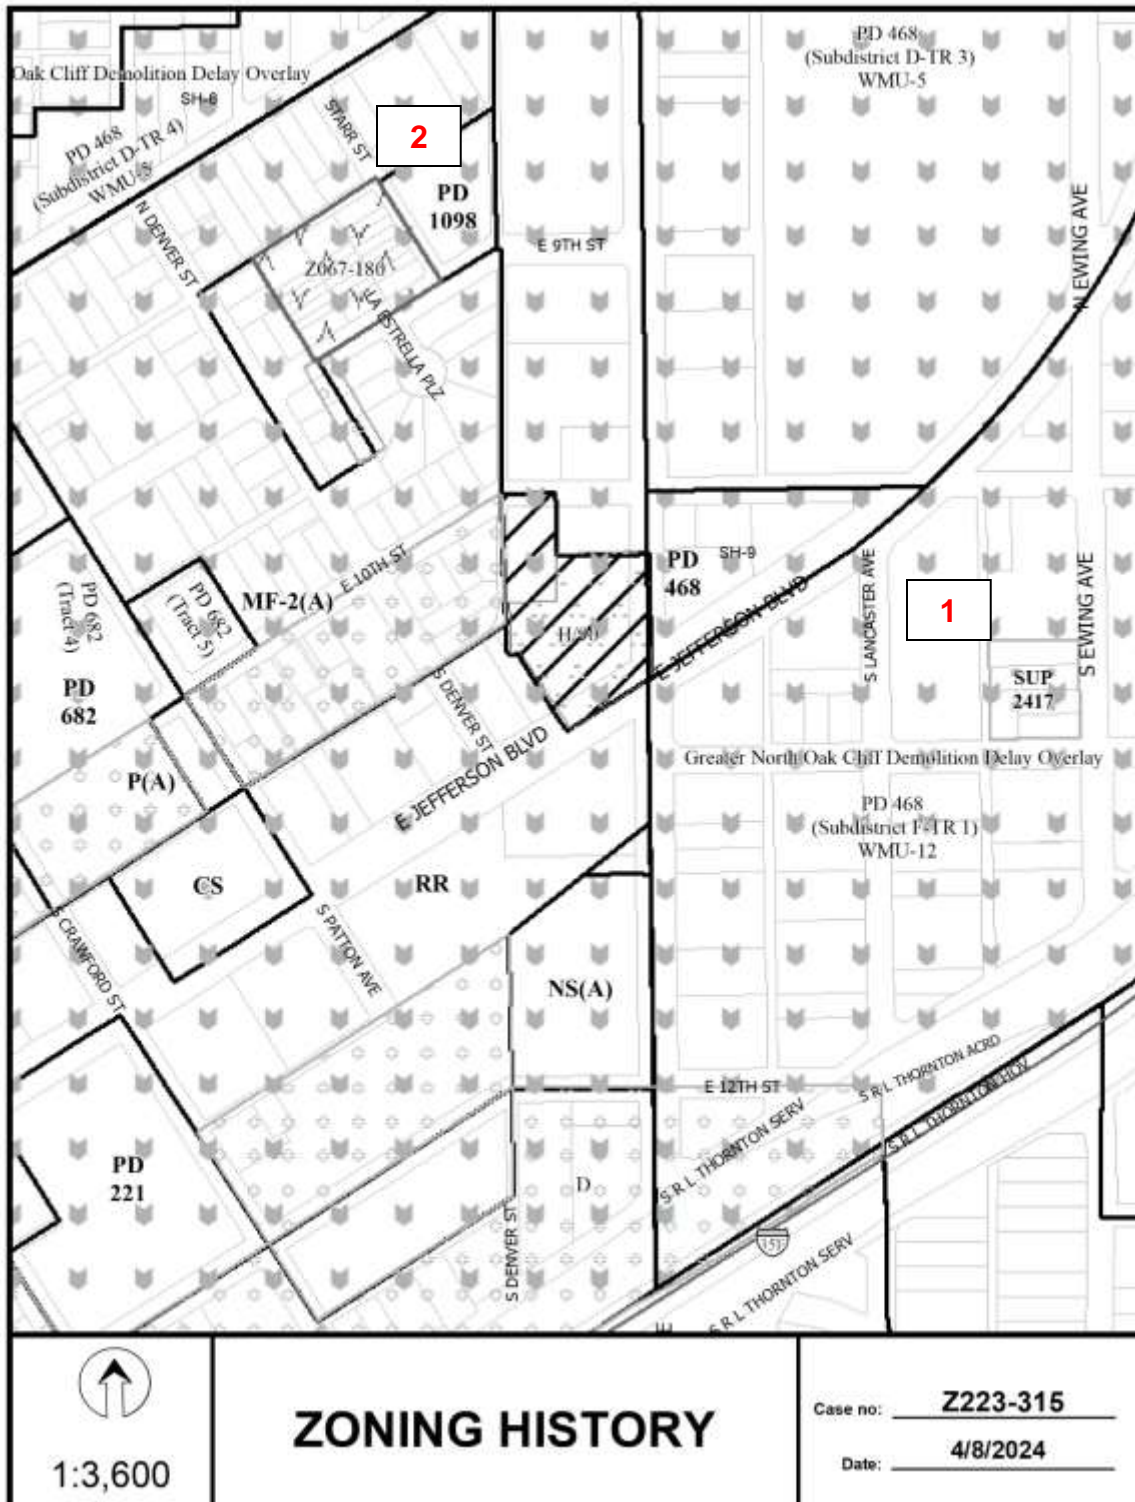 PD 468
(Subdistrict D-TR 3)
WMU-5
Oak Cliff Demolition Delay Overlay
SH-6
PD 468
(Subdistrict D-TR 4)
WMU-5
STARR ST
2
PD
1098
N DENVER ST
E 9TH ST
N EWING AVE
Z067-180
LA ESTRELLA PLZ
E 10TH ST
PD 682
(Tract 4)
PD 682
(Tract 5)
MF-2(A)
PD
468
SH-9
H/90
E JEFFERSON BLVD
S LANCASTER AVE
1
S EWING AVE
PD
682
S DENVER ST
SUP
2417
E JEFFERSON BLVD
Greater North Oak Cliff Demolition Delay Overlay
P(A)
PD 468
(Subdistrict F-TR 1)
WMU-12
CS
RR
S CRAWFORD ST
S PATTON AVE
NS(A)
S R L THORNTON ACRD
S R L THORNTON HOV
E 12TH ST
S R L THORNTON SERV
PD
221
D
S DENVER ST
S R L THORNTON SERV
E
1:3,600
ZONING HISTORY
Case no: Z223-315
Date: 4/8/2024